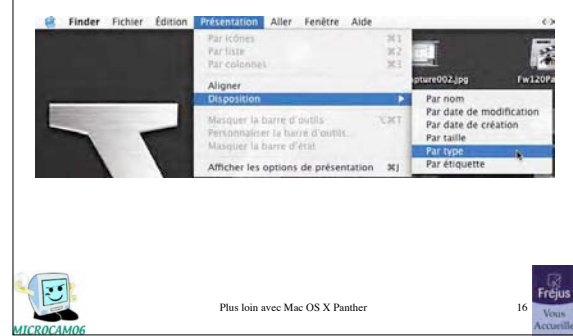 Finder Fichier Édition Présentation Aller Fenêtre Aide
Par icônes ⌘1
Par liste ⌘2
Par colonnes ⌘3
Aligner
Disposition
Masquer la barre d'outils ⌥⌘T
Personnaliser la barre d'outils...
Masquer la barre d'état
Afficher les options de présentation ⌘J
pture002.jpg
Fw120Pa
Par nom
Par date de modification
Par date de création
Par taille
Par type
Par étiquette
MICROCAM06
Plus loin avec Mac OS X Panther
16
Fréjus
Vous
Accueille